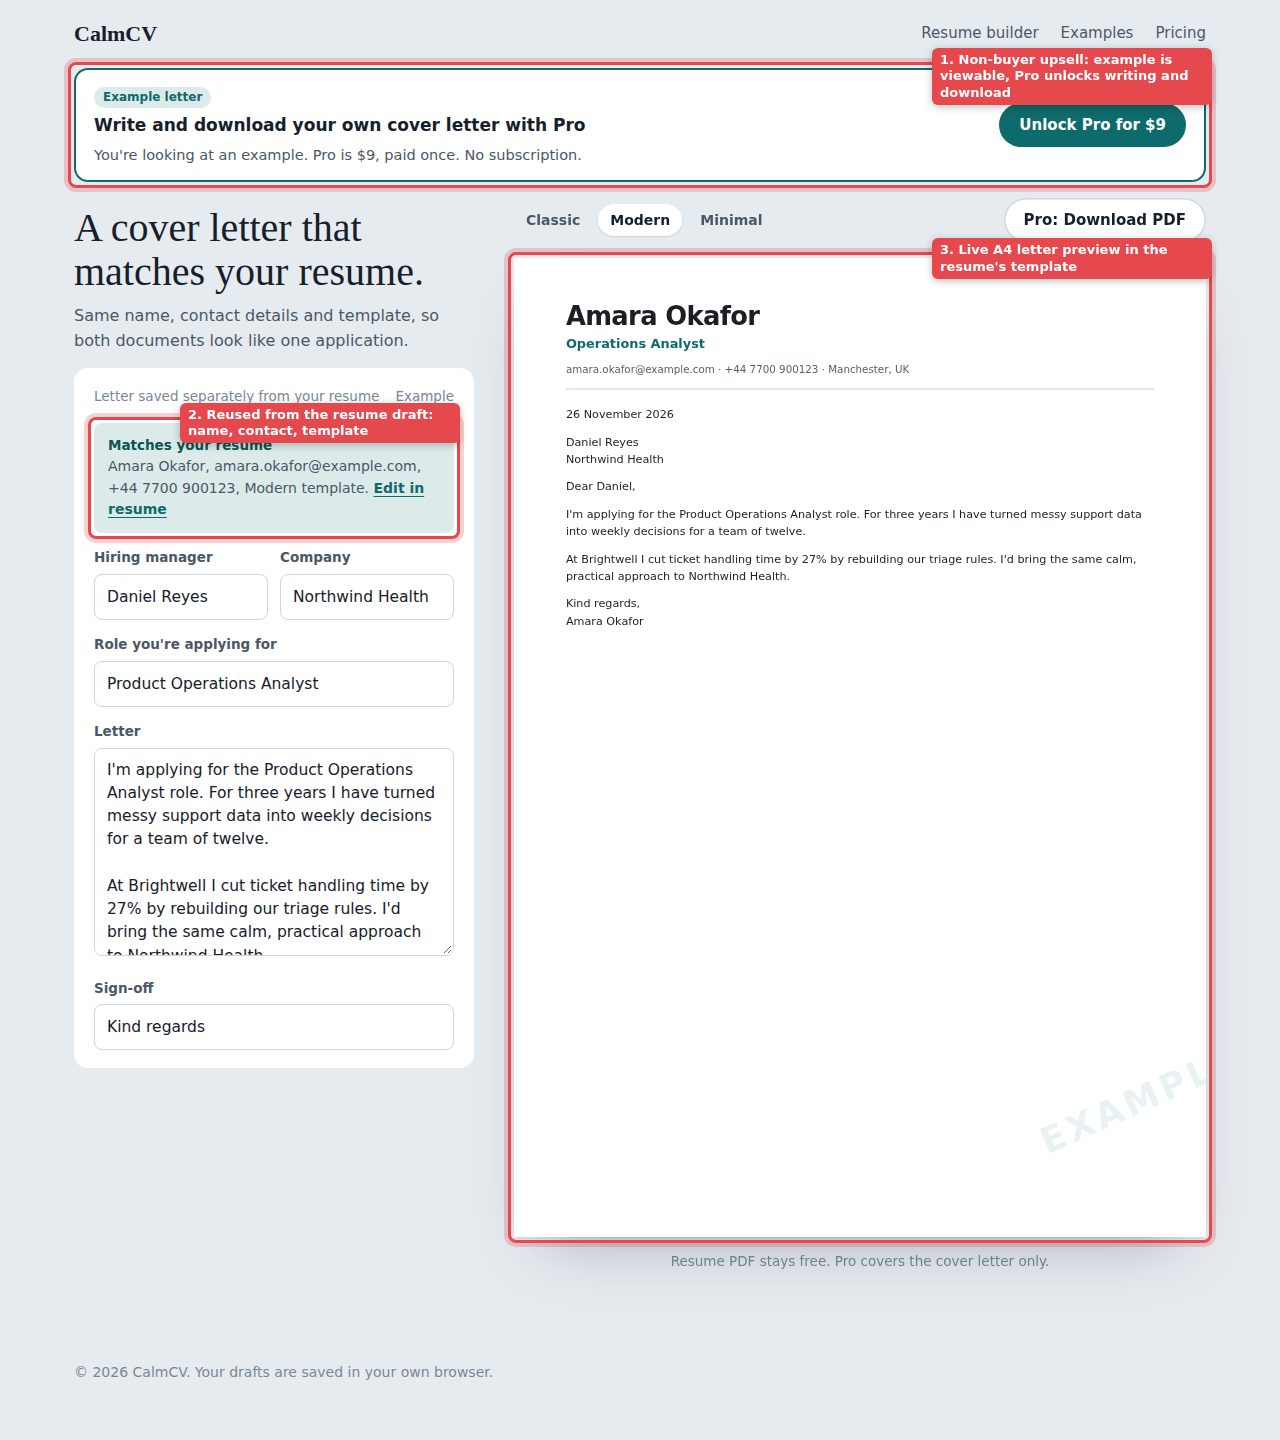 CalmCV
Resume builder Examples Pricing
1. Non-buyer upsell: example is
viewable, Pro unlocks writing and
download
Example letter
Write and download your own cover letter with Pro
You're looking at an example. Pro is $9, paid once. No subscription.
Unlock Pro for $9
A cover letter that
matches your resume.
Same name, contact details and template, so
both documents look like one application.
Letter saved separately from your resume Example
2. Reused from the resume draft:
name, contact, template
Matches your resume
Amara Okafor, amara.okafor@example.com,
+44 7700 900123, Modern template. Edit in
resume
Hiring manager Company
Daniel Reyes Northwind Health
Role you're applying for
Product Operations Analyst
Letter
I'm applying for the Product Operations
Analyst role. For three years I have turned
messy support data into weekly decisions
for a team of twelve.
At Brightwell I cut ticket handling time by
27% by rebuilding our triage rules. I'd
bring the same calm, practical approach
to Northwind Health.
Sign-off
Kind regards
Classic Modern Minimal
Pro: Download PDF
3. Live A4 letter preview in the
resume's template
Amara Okafor
Operations Analyst
amara.okafor@example.com · +44 7700 900123 · Manchester, UK
26 November 2026
Daniel Reyes
Northwind Health
Dear Daniel,
I'm applying for the Product Operations Analyst role. For three years I have turned messy support data
into weekly decisions for a team of twelve.
At Brightwell I cut ticket handling time by 27% by rebuilding our triage rules. I'd bring the same calm,
practical approach to Northwind Health.
Kind regards,
Amara Okafor
EXAMPL
Resume PDF stays free. Pro covers the cover letter only.
© 2026 CalmCV. Your drafts are saved in your own browser.